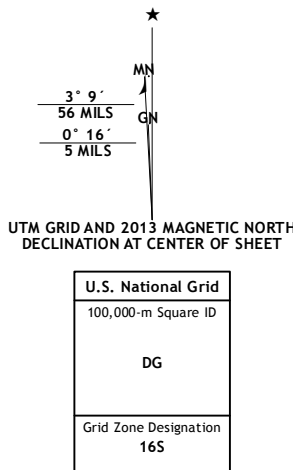 ★
MN
3° 9´
56 MILS
GN
0° 16´
5 MILS
UTM GRID AND 2013 MAGNETIC NORTH
DECLINATION AT CENTER OF SHEET
U.S. National Grid
100,000-m Square ID
DG
Grid Zone Designation
16S